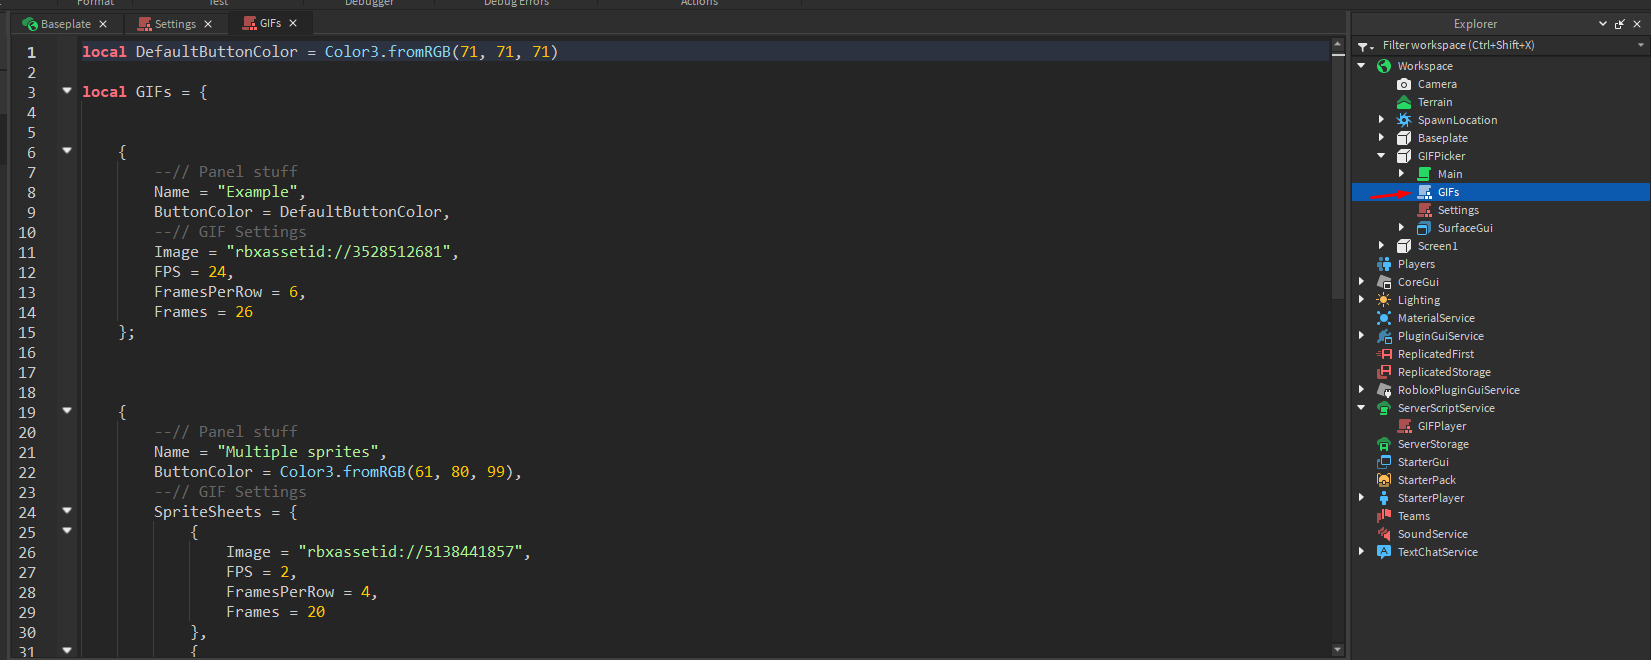 Format Test Debugger Debug Errors Actions
Baseplate Settings GIFs
1 local DefaultButtonColor = Color3.fromRGB(71, 71, 71)
2
3 local GIFs = {
4
5
6 {
7 --// Panel stuff
8 Name = "Example",
9 ButtonColor = DefaultButtonColor,
10 --// GIF Settings
11 Image = "rbxassetid://3528512681",
12 FPS = 24,
13 FramesPerRow = 6,
14 Frames = 26
15 };
16
17
18
19 {
20 --// Panel stuff
21 Name = "Multiple sprites",
22 ButtonColor = Color3.fromRGB(61, 80, 99),
23 --// GIF Settings
24 SpriteSheets = {
25 {
26 Image = "rbxassetid://5138441857",
27 FPS = 2,
28 FramesPerRow = 4,
29 Frames = 20
30 },
31 {
Explorer
Filter workspace (Ctrl+Shift+X)
Workspace
Camera
Terrain
SpawnLocation
Baseplate
GIFPicker
Main
GIFs
Settings
SurfaceGui
Screen1
Players
CoreGui
Lighting
MaterialService
PluginGuiService
ReplicatedFirst
ReplicatedStorage
RobloxPluginGuiService
ServerScriptService
GIFPlayer
ServerStorage
StarterGui
StarterPack
StarterPlayer
Teams
SoundService
TextChatService